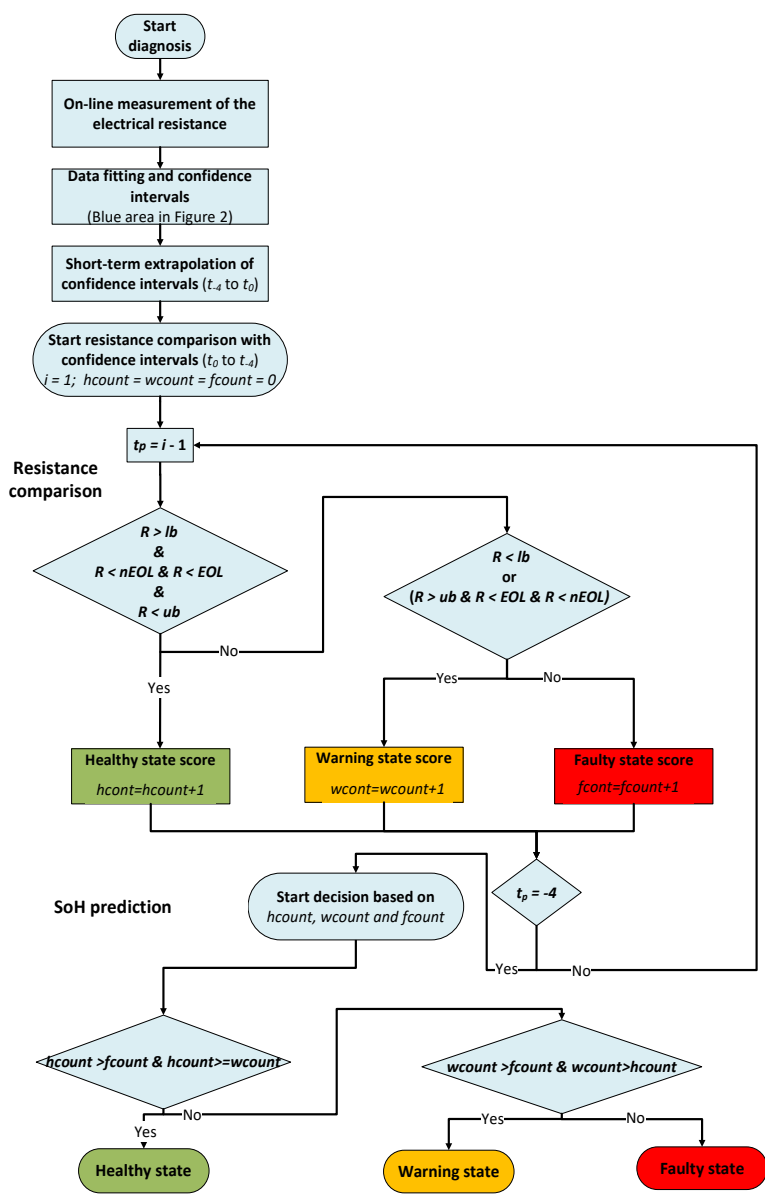 Start
diagnosis
On-line measurement of the
electrical resistance
Data fitting and confidence
intervals
(Blue area in Figure 2)
Short-term extrapolation of
confidence intervals (t-4 to t0)
Start resistance comparison with
confidence intervals (t0 to t-4)
i = 1; hcount = wcount = fcount = 0
tP = i - 1
Resistance
comparison
R > lb
&
R < nEOL & R < EOL
&
R < ub
R < lb
or
(R > ub & R < EOL & R < nEOL)
No
Yes
Yes
No
Healthy state score
hcont=hcount+1
Warning state score
wcont=wcount+1
Faulty state score
fcont=fcount+1
SoH prediction
Start decision based on
hcount, wcount and fcount
tp = -4
Yes
No
hcount >fcount & hcount>=wcount
wcount >fcount & wcount>hcount
No
Yes
Yes
No
Healthy state
Warning state
Faulty state